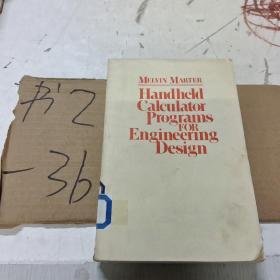 书2
-36
MELVIN MARTER
Handheld
Calculator
Programs
FOR
Engineering
Design